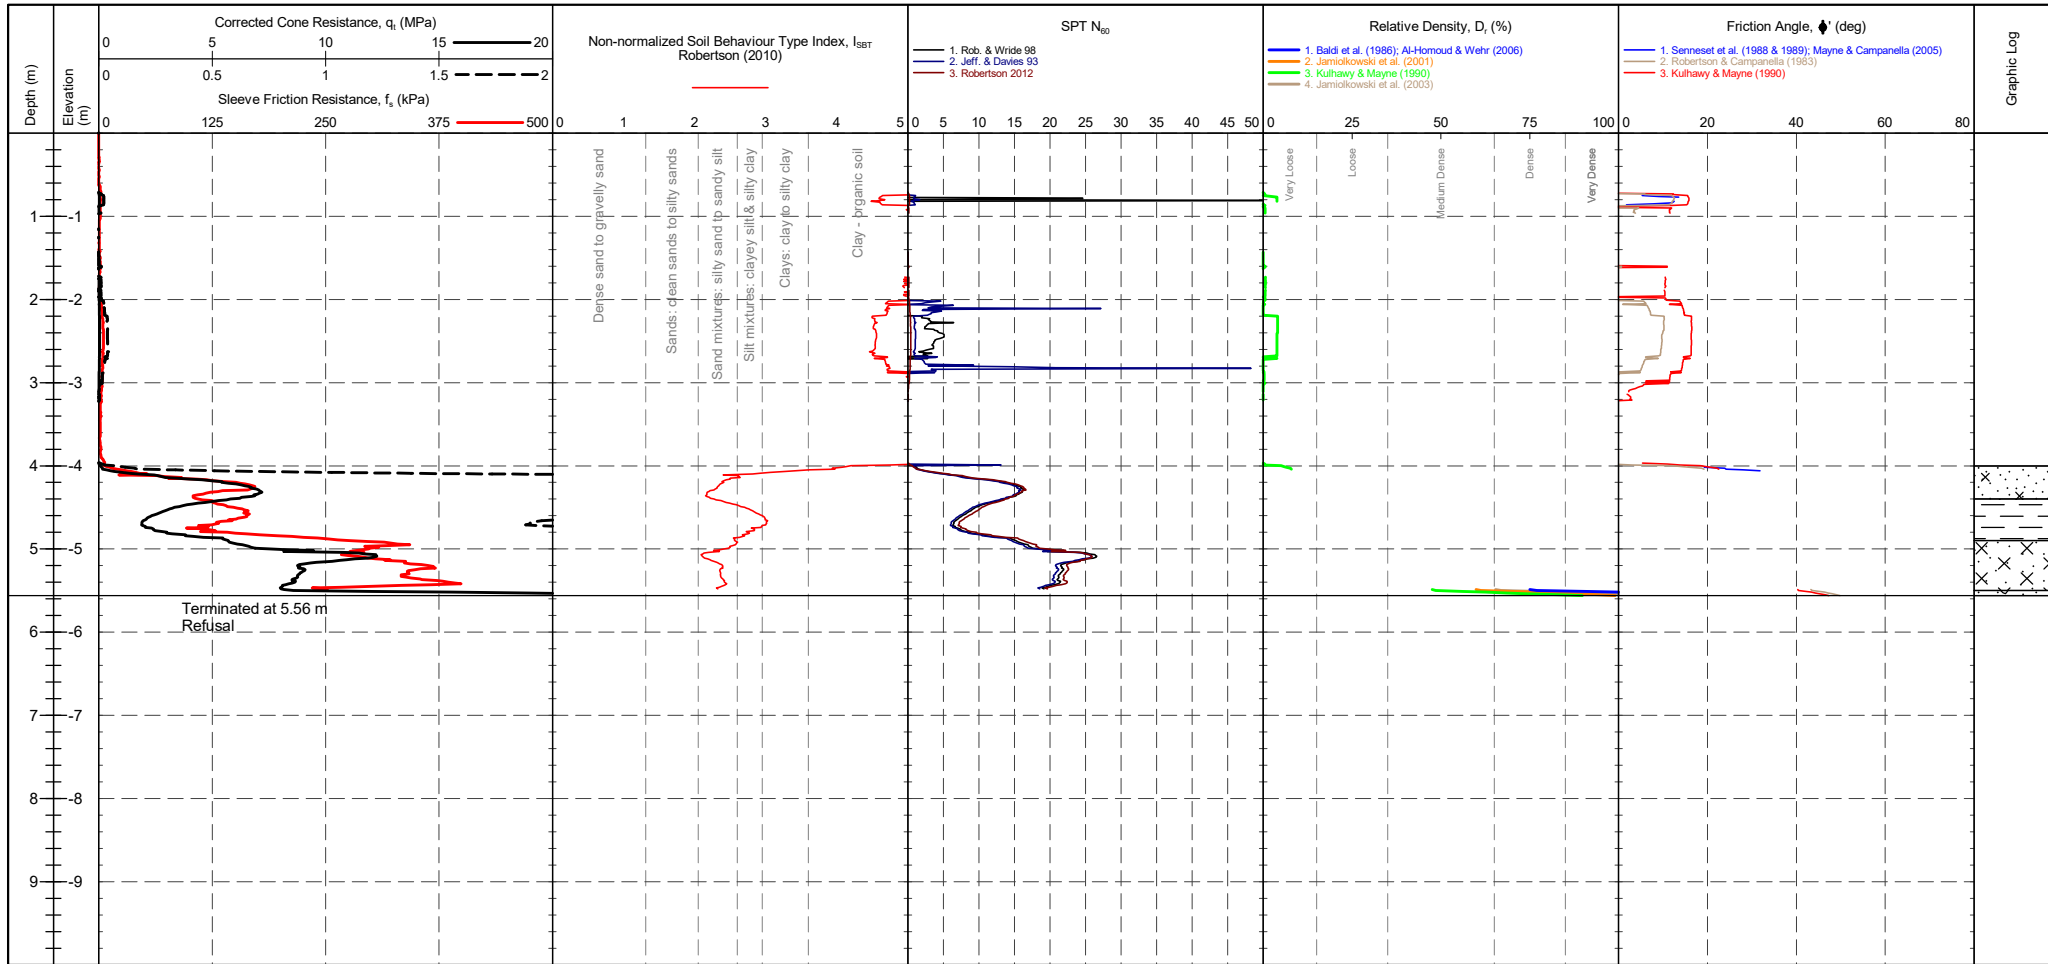 Depth (m)
Elevation
(m)
Corrected Cone Resistance, qt (MPa)
0 5 10 15 20
0 0.5 1 1.5 2
Sleeve Friction Resistance, fs (kPa)
0 125 250 375 500
Non-normalized Soil Behaviour Type Index, ISBT
Robertson (2010)
0 1 2 3 4 5
SPT N60
1. Rob. & Wride 98
2. Jeff. & Davies 93
3. Robertson 2012
0 5 10 15 20 25 30 35 40 45 50
Relative Density, Dr (%)
1. Baldi et al. (1986); Al-Homoud & Wehr (2006)
2. Jamiolkowski et al. (2001)
3. Kulhawy & Mayne (1990)
4. Jamiolkowski et al. (2003)
0 25 50 75 100
Friction Angle, ϕ' (deg)
1. Senneset et al. (1988 & 1989); Mayne & Campanella (2005)
2. Robertson & Campanella (1983)
3. Kulhawy & Mayne (1990)
0 20 40 60 80
Graphic Log
Dense sand to gravelly sand
Sands: clean sands to silty sands
Sand mixtures: silty sand to sandy silt
Silt mixtures: clayey silt & silty clay
Clays: clay to silty clay
Clay - organic soil
Very Loose
Loose
Medium Dense
Dense
Very Dense
1 -1
2 -2
3 -3
4 -4
5 -5
Terminated at 5.56 m
Refusal
6 -6
7 -7
8 -8
9 -9